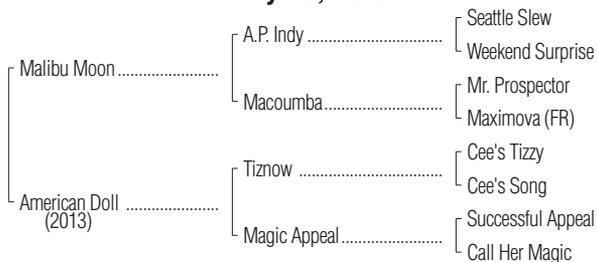 Seattle Slew
A.P. Indy
Weekend Surprise
Malibu Moon
Mr. Prospector
Macoumba
Maximova (FR)
Cee's Tizzy
Tiznow
Cee's Song
American Doll
(2013)
Successful Appeal
Magic Appeal
Call Her Magic